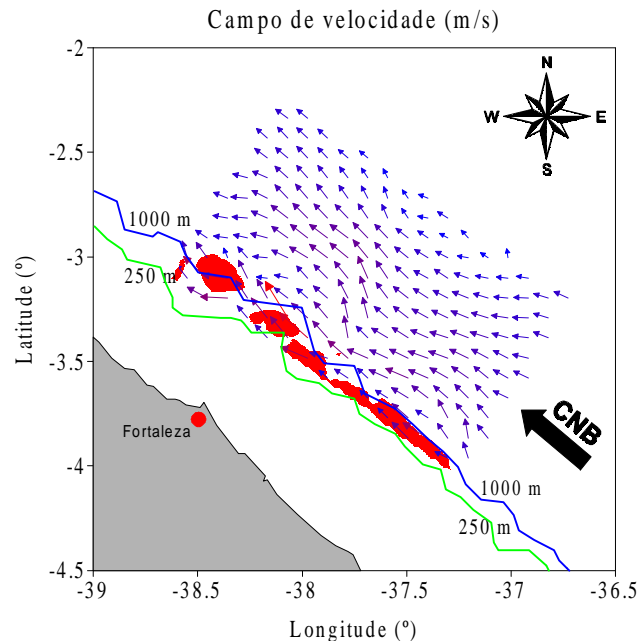 Campo de velocidade (m/s)
N
W E
S
-2
-2.5
-3
-3.5
-4
-4.5
Latitude (º)
1000 m
250 m
Fortaleza
CNB
1000 m
250 m
-39 -38.5 -38 -37.5 -37 -36.5
Longitude (º)